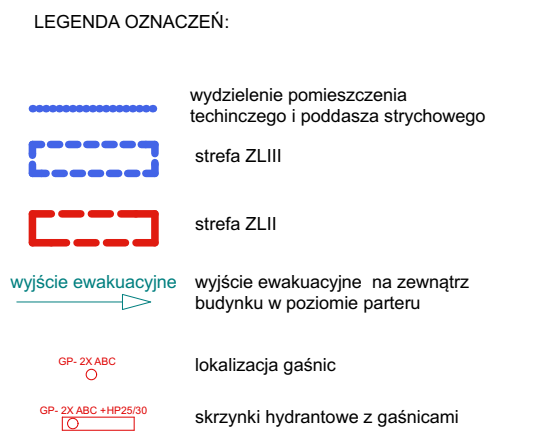 LEGENDA OZNACZEŃ:
wydzielenie pomieszczenia
techinczego i poddasza strychowego
strefa ZLIII
strefa ZLII
wyjście ewakuacyjne wyjście ewakuacyjne na zewnątrz
budynku w poziomie parteru
GP- 2X ABC
lokalizacja gaśnic
GP- 2X ABC +HP25/30
skrzynki hydrantowe z gaśnicami